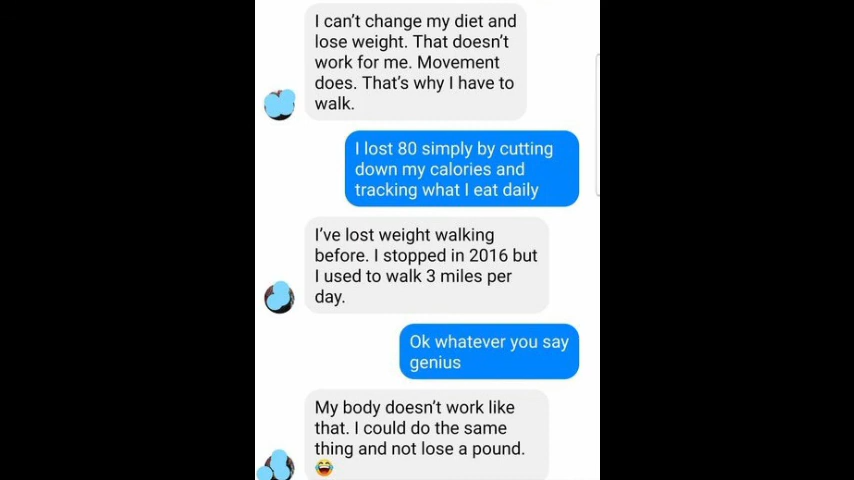 I can’t change my diet and
lose weight. That doesn’t
work for me. Movement
does. That’s why I have to
walk.
I lost 80 simply by cutting
down my calories and
tracking what I eat daily
I’ve lost weight walking
before. I stopped in 2016 but
I used to walk 3 miles per
day.
Ok whatever you say
genius
My body doesn’t work like
that. I could do the same
thing and not lose a pound.
😂